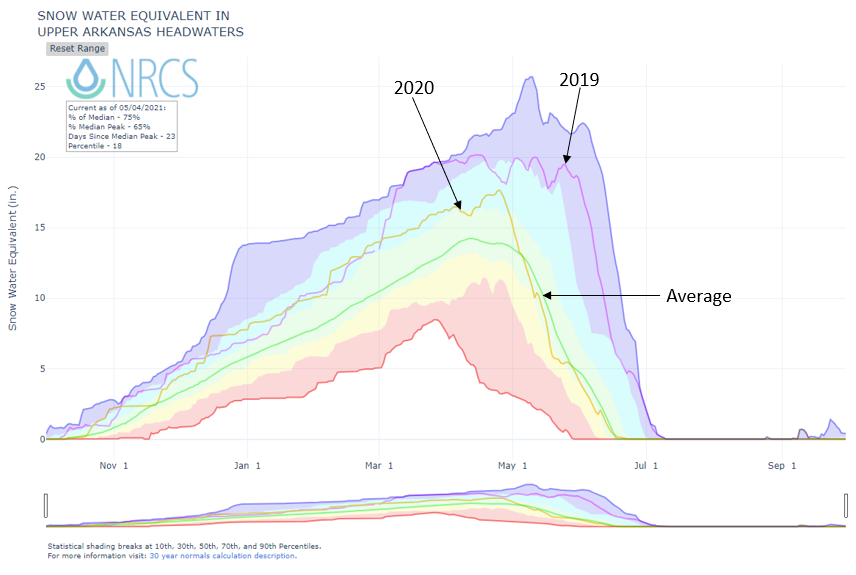 SNOW WATER EQUIVALENT IN
UPPER ARKANSAS HEADWATERS
Reset Range
NRCS
Current as of 05/04/2021:
% of Median - 75%
% Median Peak - 65%
Days Since Median Peak - 23
Percentile - 18
2020
2019
Average
Snow Water Equivalent (in.)
25
20
15
10
5
0
Nov 1
Jan 1
Mar 1
May 1
Jul 1
Sep 1
Statistical shading breaks at 10th, 30th, 50th, 70th, and 90th Percentiles.
For more information visit: 30 year normals calculation description.